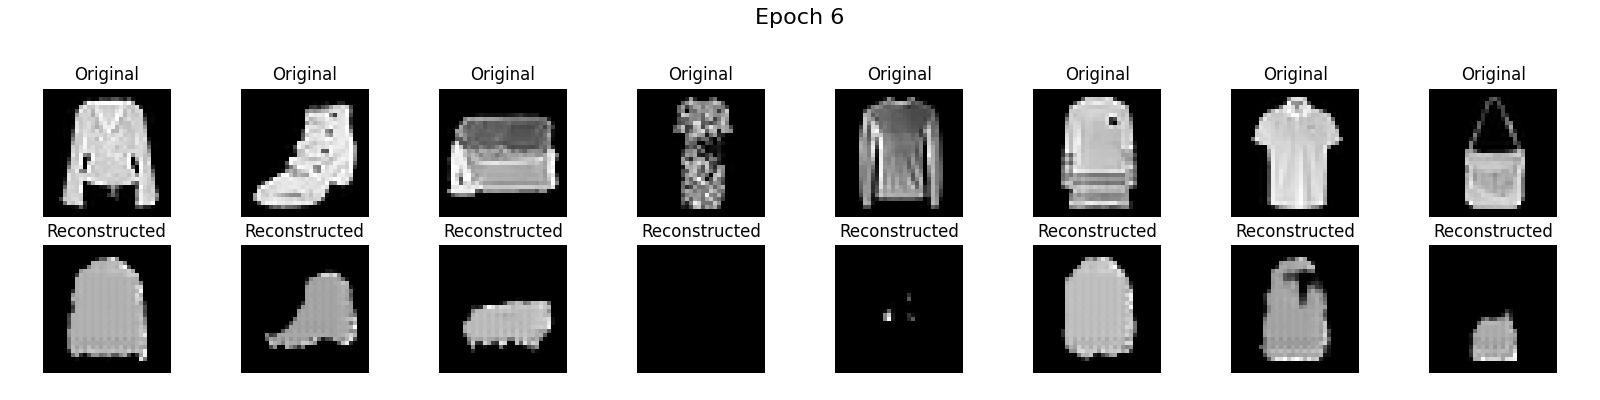 Epoch 6
Original Original Original Original Original Original Original Original
Reconstructed Reconstructed Reconstructed Reconstructed Reconstructed Reconstructed Reconstructed Reconstructed